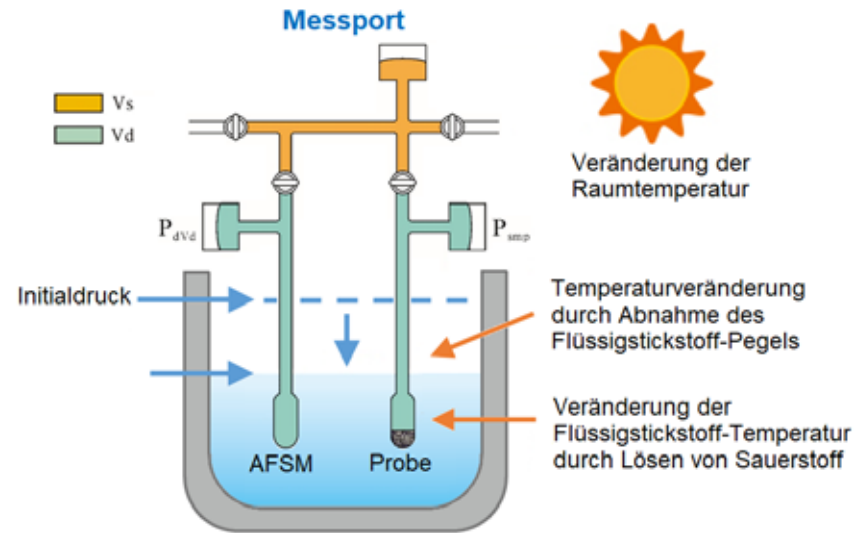 Messport
Vs
Vd
Veränderung der
Raumtemperatur
PdVd
Psmp
Initialdruck
Temperaturveränderung
durch Abnahme des
Flüssigstickstoff-Pegels
Veränderung der
Flüssigstickstoff-Temperatur
durch Lösen von Sauerstoff
AFSM
Probe